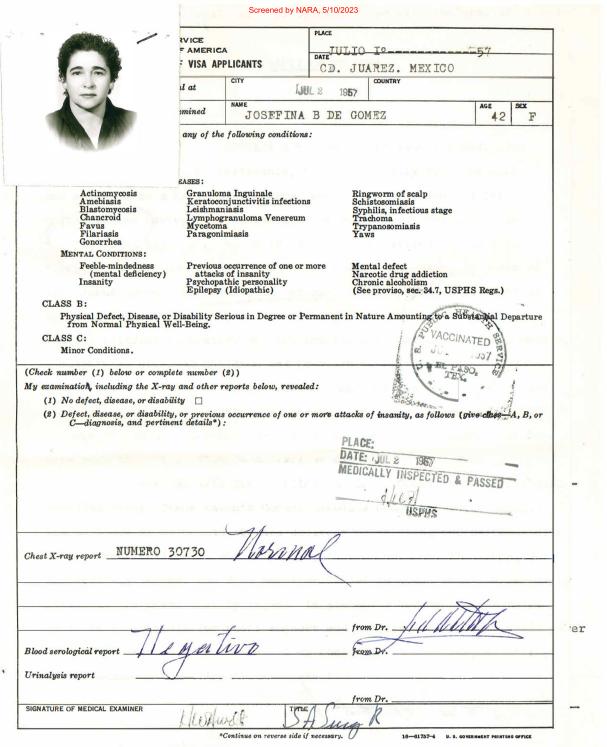 Screened by NARA, 5/10/2023
RVICE
F AMERICA
F VISA APPLICANTS
PLACE
JULIO 1º-------------57
DATE
CD. JUAREZ. MEXICO
l at
CITY
JUL 2 1957
COUNTRY
mined
NAME
JOSEFINA B DE GOMEZ
AGE
42
SEX
F
any of the following conditions:
EASES:
Actinomycosis Granuloma Inguinale Ringworm of scalp
Amebiasis Keratoconjunctivitis infections Schistosomiasis
Blastomycosis Leishmaniasis Syphilis, infectious stage
Chancroid Lymphogranuloma Venereum Trachoma
Favus Mycetoma Trypanosomiasis
Filariasis Paragonimiasis Yaws
Gonorrhea
MENTAL CONDITIONS:
Feeble-mindedness Previous occurrence of one or more Mental defect
(mental deficiency) attacks of insanity Narcotic drug addiction
Insanity Psychopathic personality Chronic alcoholism
Epilepsy (Idiopathic) (See proviso, sec. 34.7, USPHS Regs.)
CLASS B:
Physical Defect, Disease, or Disability Serious in Degree or Permanent in Nature Amounting to a Substantial Departure
from Normal Physical Well-Being.
CLASS C:
Minor Conditions.
U. S. PUBLIC HEALTH SERVICE
VACCINATED
JUL 1957
EL PASO,
TEX.
(Check number (1) below or complete number (2))
My examination, including the X-ray and other reports below, revealed:
(1) No defect, disease, or disability ☐
(2) Defect, disease, or disability, or previous occurrence of one or more attacks of insanity, as follows (give class—A, B, or
C—diagnosis, and pertinent details*):
PLACE:
DATE: JUL 2 1957
MEDICALLY INSPECTED & PASSED
USPHS
Chest X-ray report NUMERO 30730 Normal
from Dr.
Blood serological report Negativo from Dr.
er
Urinalysis report
from Dr.
SIGNATURE OF MEDICAL EXAMINER
TITLE
*Continue on reverse side if necessary.
16—61757-4 U. S. GOVERNMENT PRINTING OFFICE